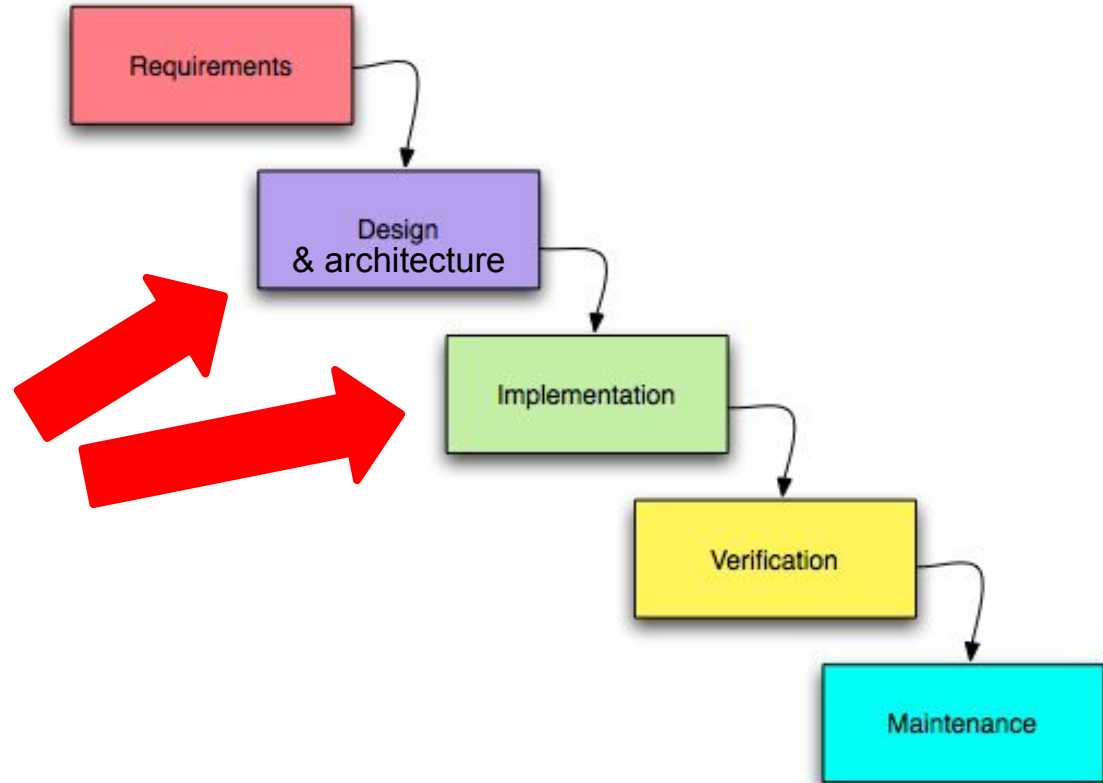 Requirements
Design
& architecture
Implementation
Verification
Maintenance